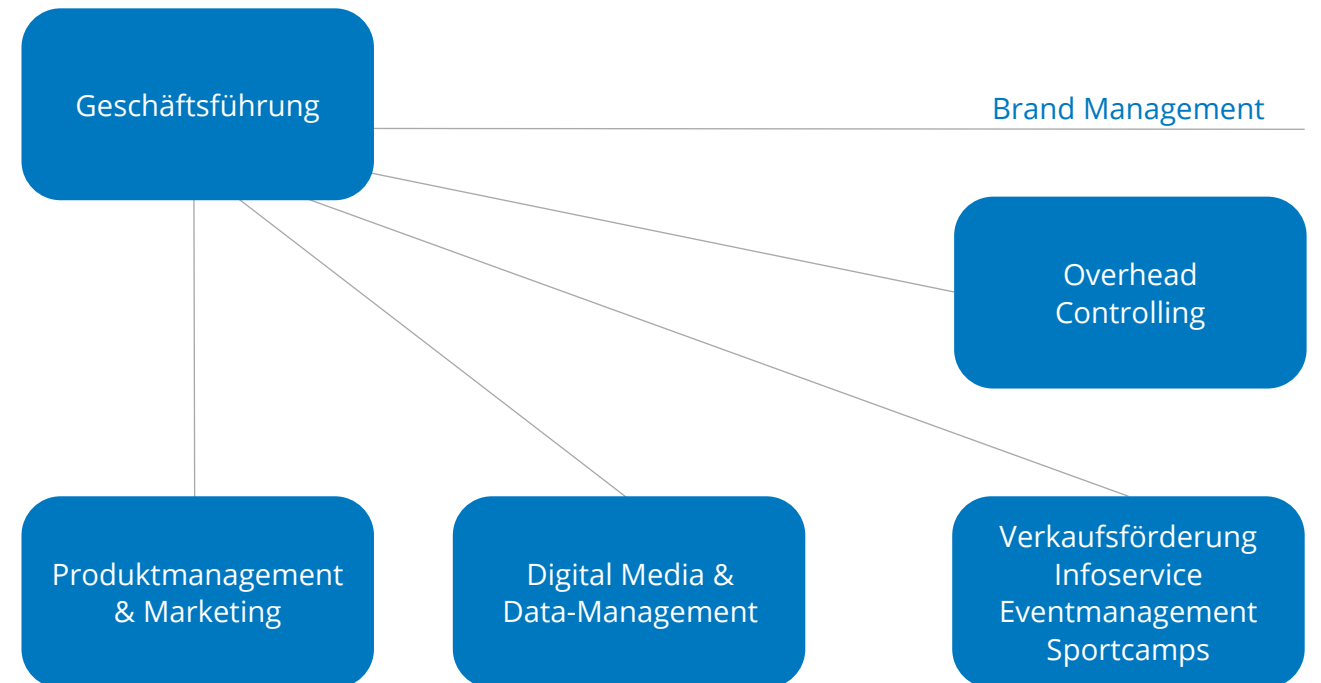 Geschäftsführung
Brand Management
Overhead
Controlling
Produktmanagement
& Marketing
Digital Media &
Data-Management
Verkaufsförderung
Infoservice
Eventmanagement
Sportcamps